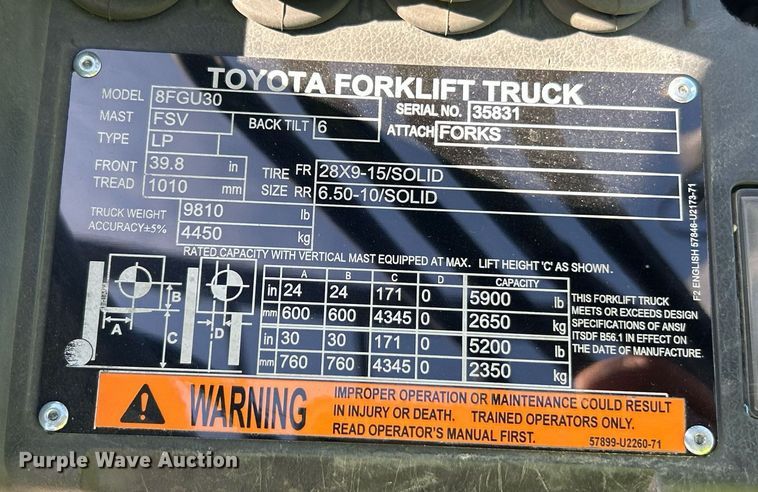 TOYOTA FORKLIFT TRUCK
MODEL 8FGU30 SERIAL NO. 35831
MAST FSV BACK TILT 6 ATTACH FORKS
TYPE LP
FRONT TREAD 39.8 in TIRE SIZE FR 28X9-15/SOLID
1010 mm RR 6.50-10/SOLID
TRUCK WEIGHT 9810 lb
ACCURACY±5% 4450 kg
RATED CAPACITY WITH VERTICAL MAST EQUIPED AT MAX. LIFT HEIGHT 'C' AS SHOWN.
A B C D CAPACITY
in 24 24 171 0 5900 lb
mm 600 600 4345 0 2650 kg
in 30 30 171 0 5200 lb
mm 760 760 4345 0 2350 kg
B
A
D
C
THIS FORKLIFT TRUCK
MEETS OR EXCEEDS DESIGN
SPECIFICATIONS OF ANSI/
ITSDF B56.1 IN EFFECT ON
THE DATE OF MANUFACTURE.
F2 ENGLISH 57846-U2173-71
WARNING
IMPROPER OPERATION OR MAINTENANCE COULD RESULT
IN INJURY OR DEATH. TRAINED OPERATORS ONLY.
READ OPERATOR'S MANUAL FIRST.
57899-U2260-71
Purple Wave Auction